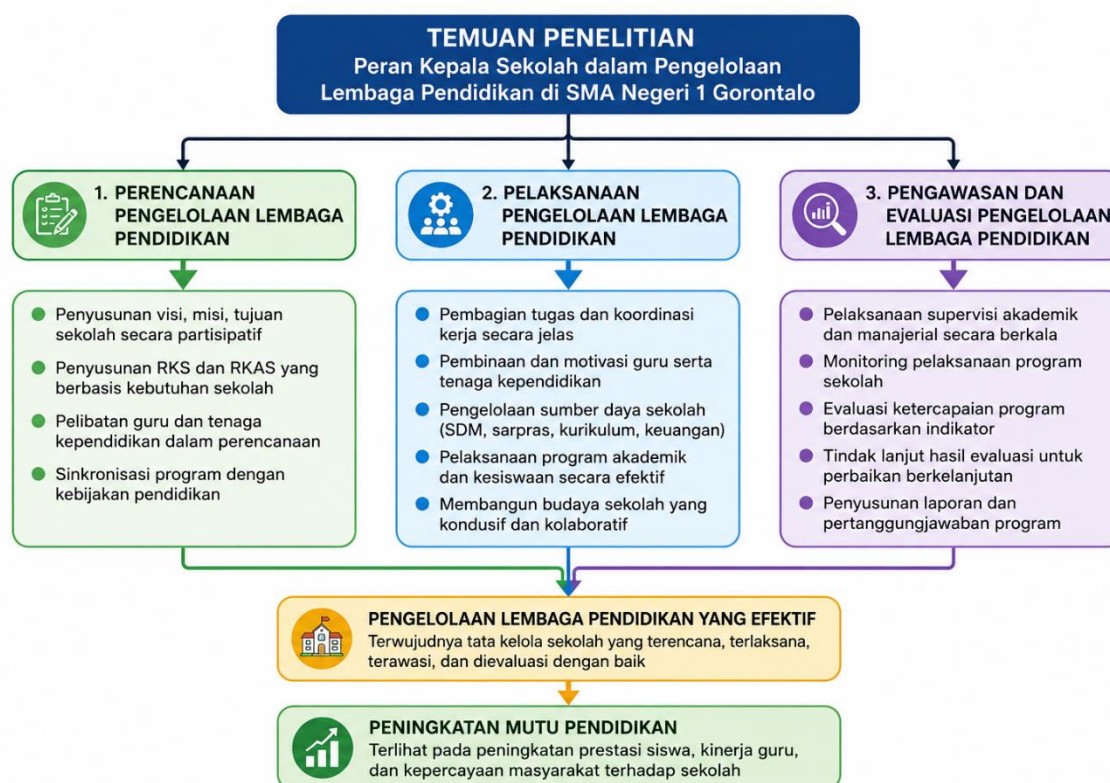 TEMUAN PENELITIAN
Peran Kepala Sekolah dalam Pengelolaan
Lembaga Pendidikan di SMA Negeri 1 Gorontalo
1. PERENCANAAN
PENGELOLAAN LEMBAGA
PENDIDIKAN
Penyusunan visi, misi, tujuan
sekolah secara partisipatif
Penyusunan RKS dan RKAS yang
berbasis kebutuhan sekolah
Pelibatan guru dan tenaga
kependidikan dalam perencanaan
Sinkronisasi program dengan
kebijakan pendidikan
2. PELAKSANAAN
PENGELOLAAN LEMBAGA
PENDIDIKAN
Pembagian tugas dan koordinasi
kerja secara jelas
Pembinaan dan motivasi guru serta
tenaga kependidikan
Pengelolaan sumber daya sekolah
(SDM, sarpras, kurikulum, keuangan)
Pelaksanaan program akademik
dan kesiswaan secara efektif
Membangun budaya sekolah yang
kondusif dan kolaboratif
3. PENGAWASAN DAN
EVALUASI PENGELOLAAN
LEMBAGA PENDIDIKAN
Pelaksanaan supervisi akademik
dan manajerial secara berkala
Monitoring pelaksanaan program
sekolah
Evaluasi ketercapaian program
berdasarkan indikator
Tindak lanjut hasil evaluasi untuk
perbaikan berkelanjutan
Penyusunan laporan dan
pertanggungjawaban program
PENGELOLAAN LEMBAGA PENDIDIKAN YANG EFEKTIF
Terwujudnya tata kelola sekolah yang terencana, terlaksana,
terawasi, dan dievaluasi dengan baik
PENINGKATAN MUTU PENDIDIKAN
Terlihat pada peningkatan prestasi siswa, kinerja guru,
dan kepercayaan masyarakat terhadap sekolah